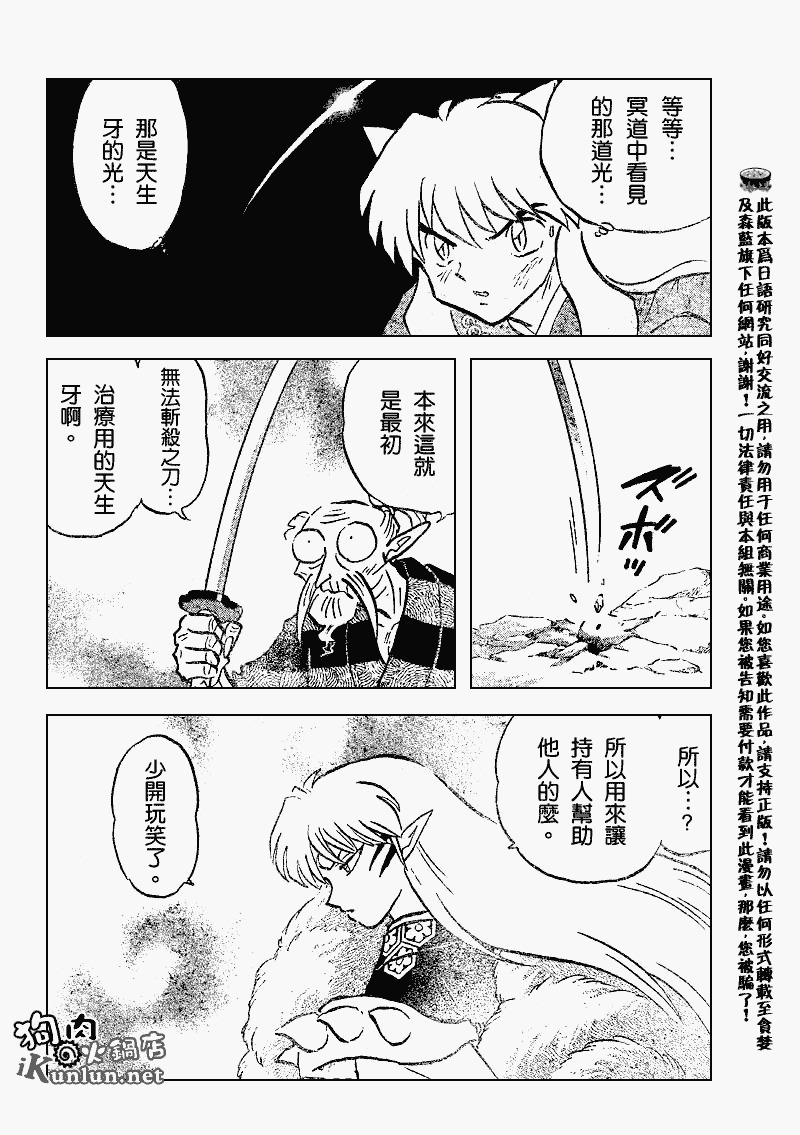 等等…
冥道中看見
的那道光…
那是天生
牙的光…
ズボッ
本來這就
是最初
無法斬殺之刀…
治療用的天生
牙啊。
所以…?
所以用來讓
持有人幫助
他人的麼。
少開玩笑了。
此版本爲日語研究同好交流之用,請勿用于任何商業用途。如您喜歡此作品,請支持正版!請勿以任何形式轉載至貪婪
及森藍旗下任何網站,謝謝!一切法律責任與本組無關。如果您被告知需要付款才能看到此漫畫,那麼,您被騙了!
狗肉
火鍋店
iKunlun.net